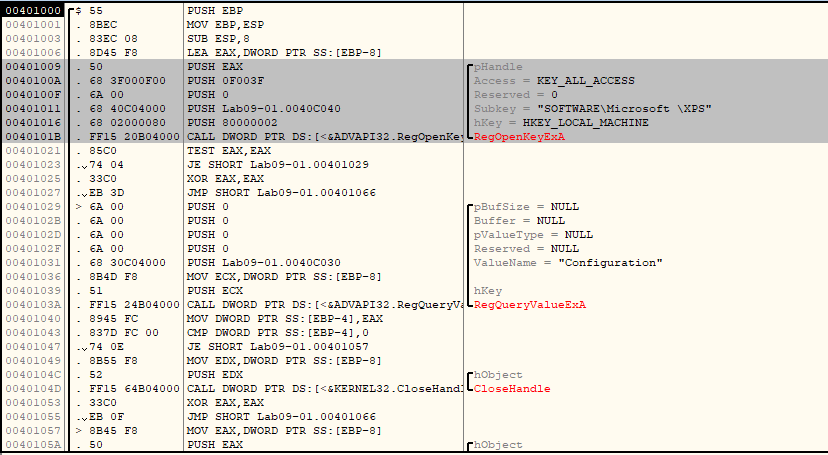 00401000 $ 55 PUSH EBP
00401001 . 8BEC MOV EBP,ESP
00401003 . 83EC 08 SUB ESP,8
00401006 . 8D45 F8 LEA EAX,DWORD PTR SS:[EBP-8]
00401009 . 50 PUSH EAX pHandle
0040100A . 68 3F000F00 PUSH 0F003F Access = KEY_ALL_ACCESS
0040100F . 6A 00 PUSH 0 Reserved = 0
00401011 . 68 40C04000 PUSH Lab09-01.0040C040 Subkey = "SOFTWARE\Microsoft \XPS"
00401016 . 68 02000080 PUSH 80000002 hKey = HKEY_LOCAL_MACHINE
0040101B . FF15 20B04000 CALL DWORD PTR DS:[<&ADVAPI32.RegOpenKey RegOpenKeyExA
00401021 . 85C0 TEST EAX,EAX
00401023 . 74 04 JE SHORT Lab09-01.00401029
00401025 . 33C0 XOR EAX,EAX
00401027 . EB 3D JMP SHORT Lab09-01.00401066
00401029 > 6A 00 PUSH 0 pBufSize = NULL
0040102B . 6A 00 PUSH 0 Buffer = NULL
0040102D . 6A 00 PUSH 0 pValueType = NULL
0040102F . 6A 00 PUSH 0 Reserved = NULL
00401031 . 68 30C04000 PUSH Lab09-01.0040C030 ValueName = "Configuration"
00401036 . 8B4D F8 MOV ECX,DWORD PTR SS:[EBP-8]
00401039 . 51 PUSH ECX hKey
0040103A . FF15 24B04000 CALL DWORD PTR DS:[<&ADVAPI32.RegQueryVa RegQueryValueExA
00401040 . 8945 FC MOV DWORD PTR SS:[EBP-4],EAX
00401043 . 837D FC 00 CMP DWORD PTR SS:[EBP-4],0
00401047 . 74 0E JE SHORT Lab09-01.00401057
00401049 . 8B55 F8 MOV EDX,DWORD PTR SS:[EBP-8]
0040104C . 52 PUSH EDX hObject
0040104D . FF15 64B04000 CALL DWORD PTR DS:[<&KERNEL32.CloseHandl CloseHandle
00401053 . 33C0 XOR EAX,EAX
00401055 . EB 0F JMP SHORT Lab09-01.00401066
00401057 > 8B45 F8 MOV EAX,DWORD PTR SS:[EBP-8]
0040105A . 50 PUSH EAX hObject